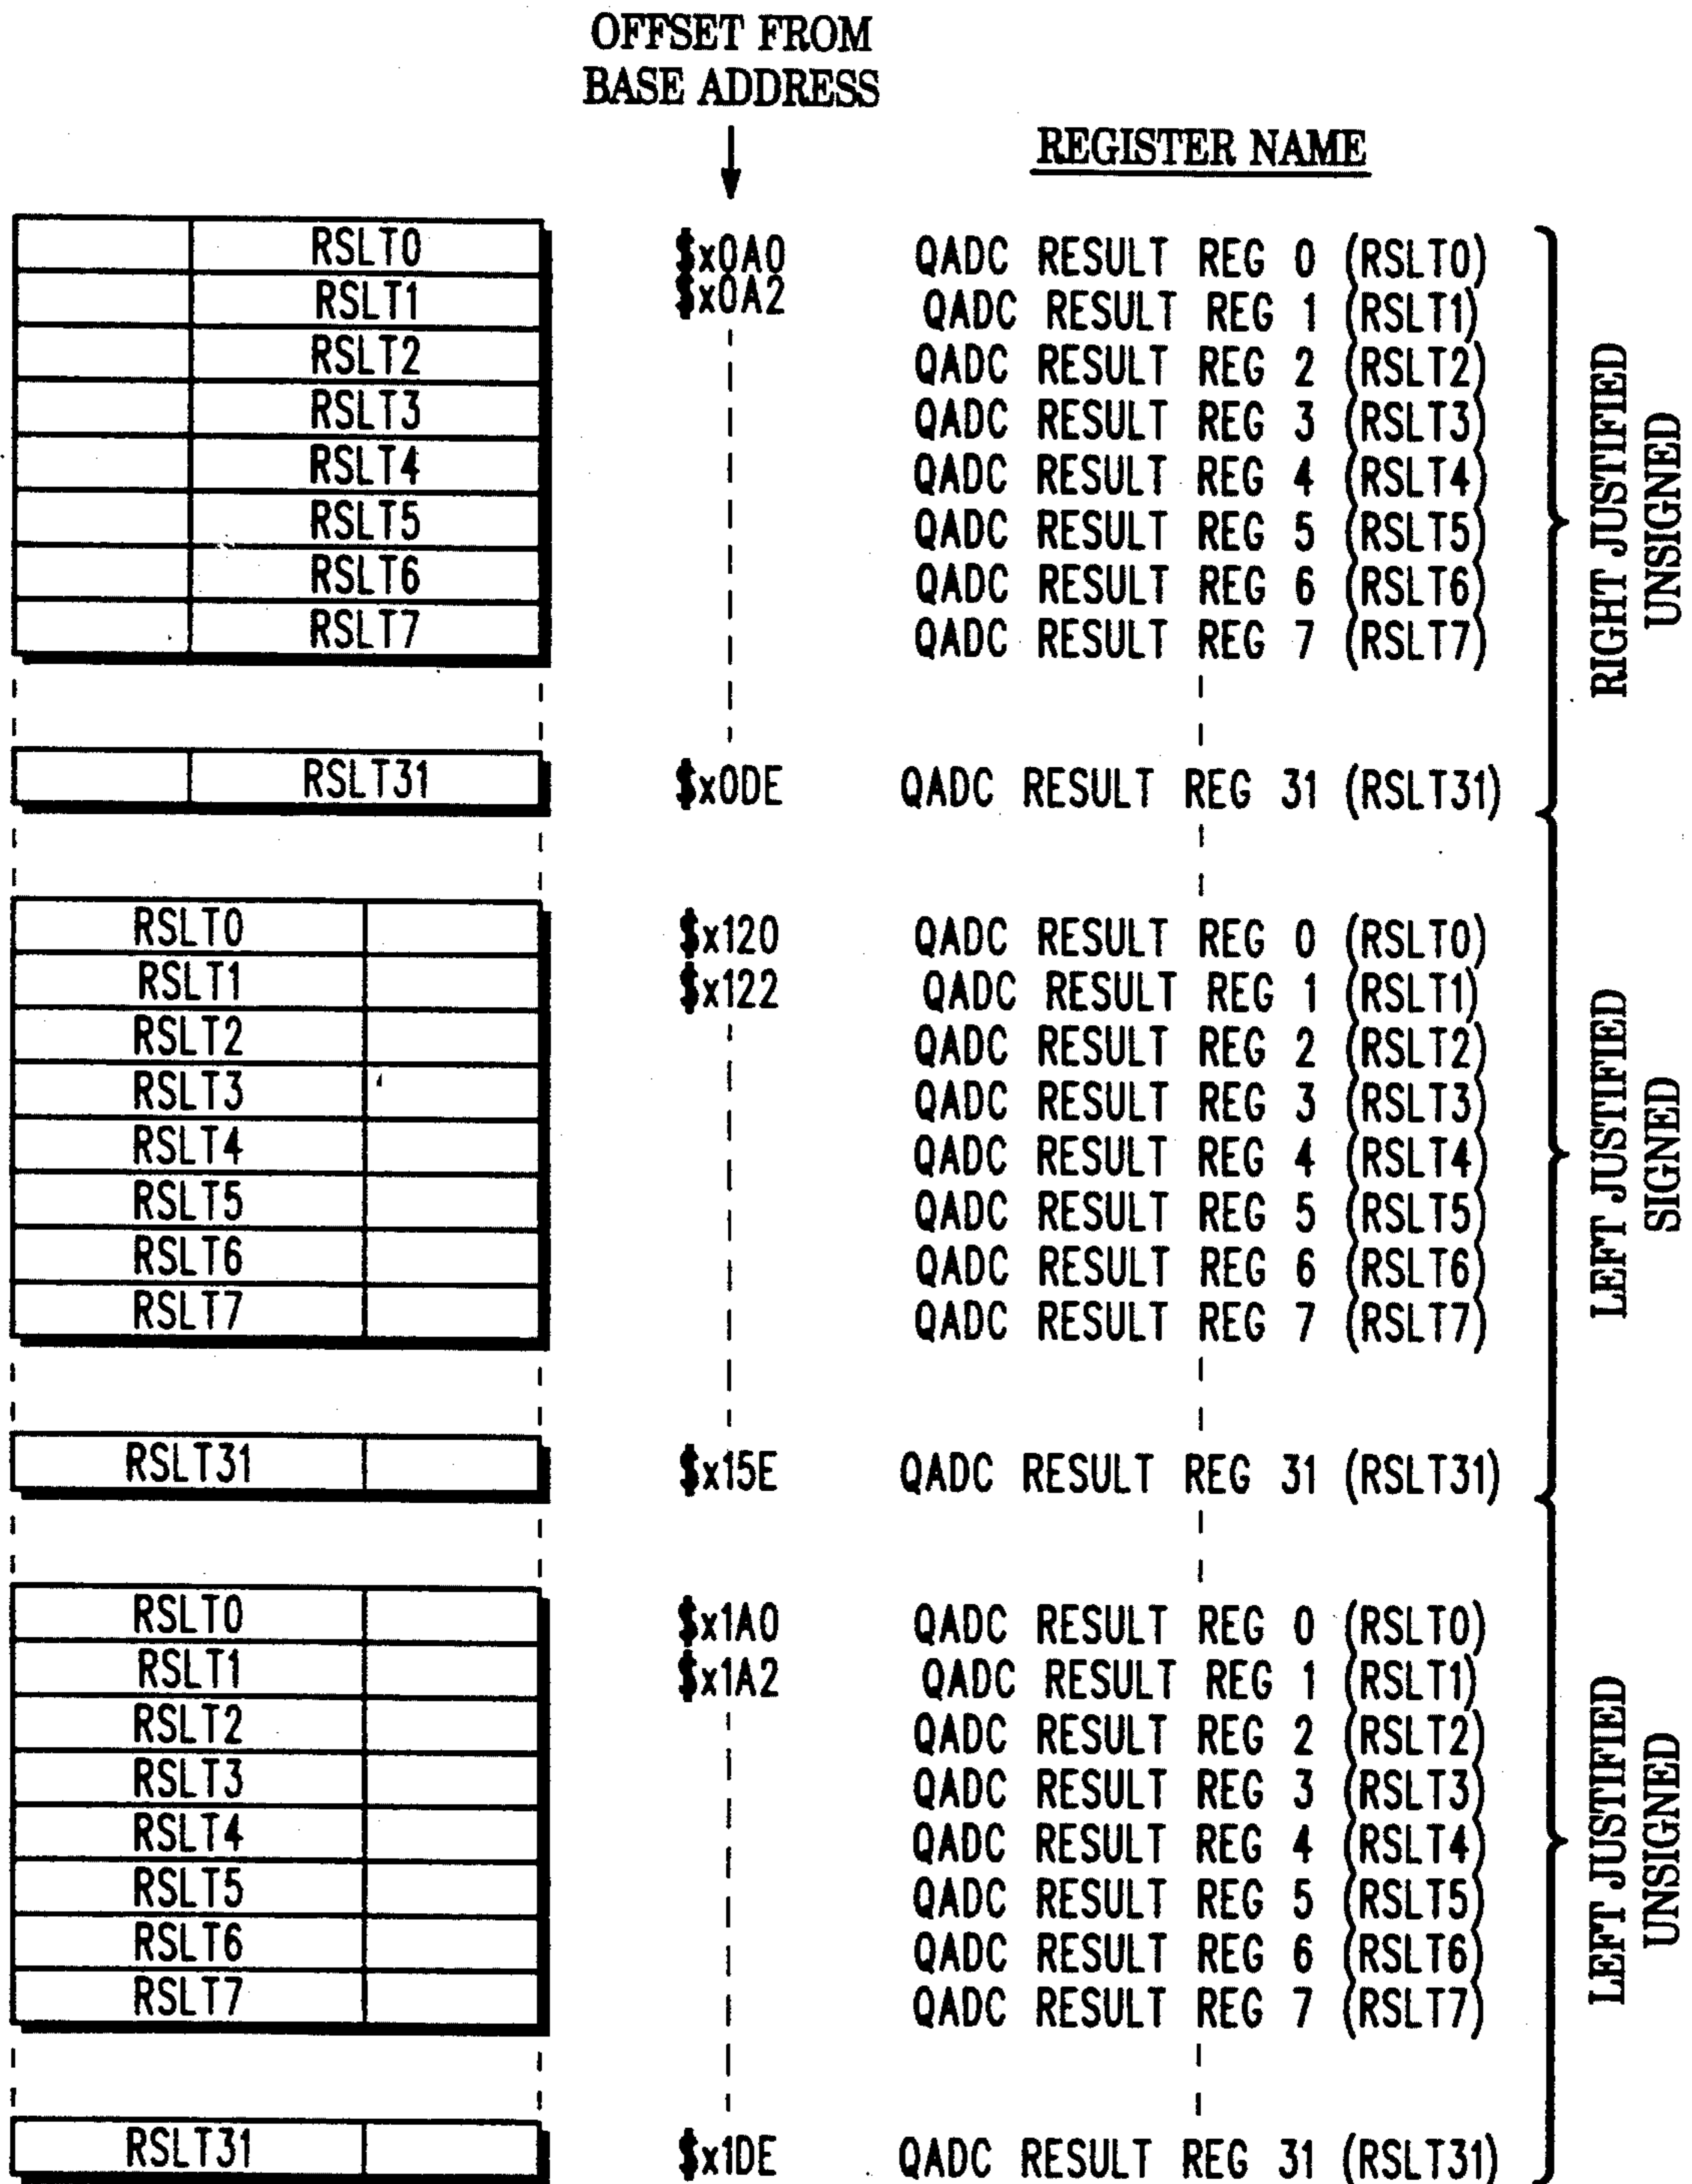 OFFSET FROM
BASE ADDRESS
REGISTER NAME
RSLT0 $x0A0 QADC RESULT REG 0 (RSLT0)
RSLT1 $x0A2 QADC RESULT REG 1 (RSLT1)
RSLT2 QADC RESULT REG 2 (RSLT2)
RSLT3 QADC RESULT REG 3 (RSLT3)
RSLT4 QADC RESULT REG 4 (RSLT4)
RSLT5 QADC RESULT REG 5 (RSLT5)
RSLT6 QADC RESULT REG 6 (RSLT6)
RSLT7 QADC RESULT REG 7 (RSLT7)
RSLT31 $x0DE QADC RESULT REG 31 (RSLT31)
RIGHT JUSTIFIED
UNSIGNED
RSLT0 $x120 QADC RESULT REG 0 (RSLT0)
RSLT1 $x122 QADC RESULT REG 1 (RSLT1)
RSLT2 QADC RESULT REG 2 (RSLT2)
RSLT3 QADC RESULT REG 3 (RSLT3)
RSLT4 QADC RESULT REG 4 (RSLT4)
RSLT5 QADC RESULT REG 5 (RSLT5)
RSLT6 QADC RESULT REG 6 (RSLT6)
RSLT7 QADC RESULT REG 7 (RSLT7)
RSLT31 $x15E QADC RESULT REG 31 (RSLT31)
LEFT JUSTIFIED
SIGNED
RSLT0 $x1A0 QADC RESULT REG 0 (RSLT0)
RSLT1 $x1A2 QADC RESULT REG 1 (RSLT1)
RSLT2 QADC RESULT REG 2 (RSLT2)
RSLT3 QADC RESULT REG 3 (RSLT3)
RSLT4 QADC RESULT REG 4 (RSLT4)
RSLT5 QADC RESULT REG 5 (RSLT5)
RSLT6 QADC RESULT REG 6 (RSLT6)
RSLT7 QADC RESULT REG 7 (RSLT7)
RSLT31 $x1DE QADC RESULT REG 31 (RSLT31)
LEFT JUSTIFIED
UNSIGNED